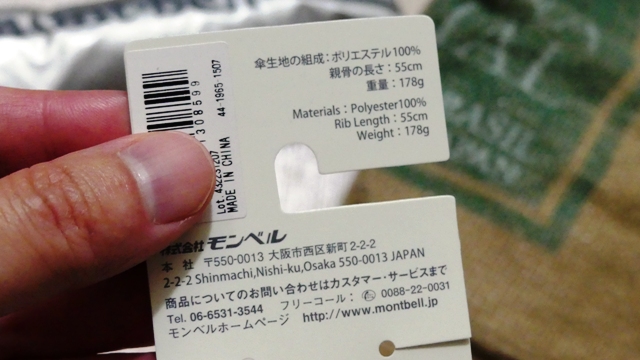 傘生地の組成：ポリエステル100%
親骨の長さ：55cm
重量：178g
Materials：Polyester100%
Rib Length：55cm
Weight：178g
308599
44-1965-1507
Lot
MADE IN CHINA
株式会社 モンベル
本 社 〒550-0013 大阪市西区新町2-2-2
2-2-2 Shinmachi,Nishi-ku,Osaka 550-0013 JAPAN
商品についてのお問い合わせはカスタマー・サービスまで
Tel. 06-6531-3544 フリーコール： 0088-22-0031
モンベルホームページ http://www.montbell.jp